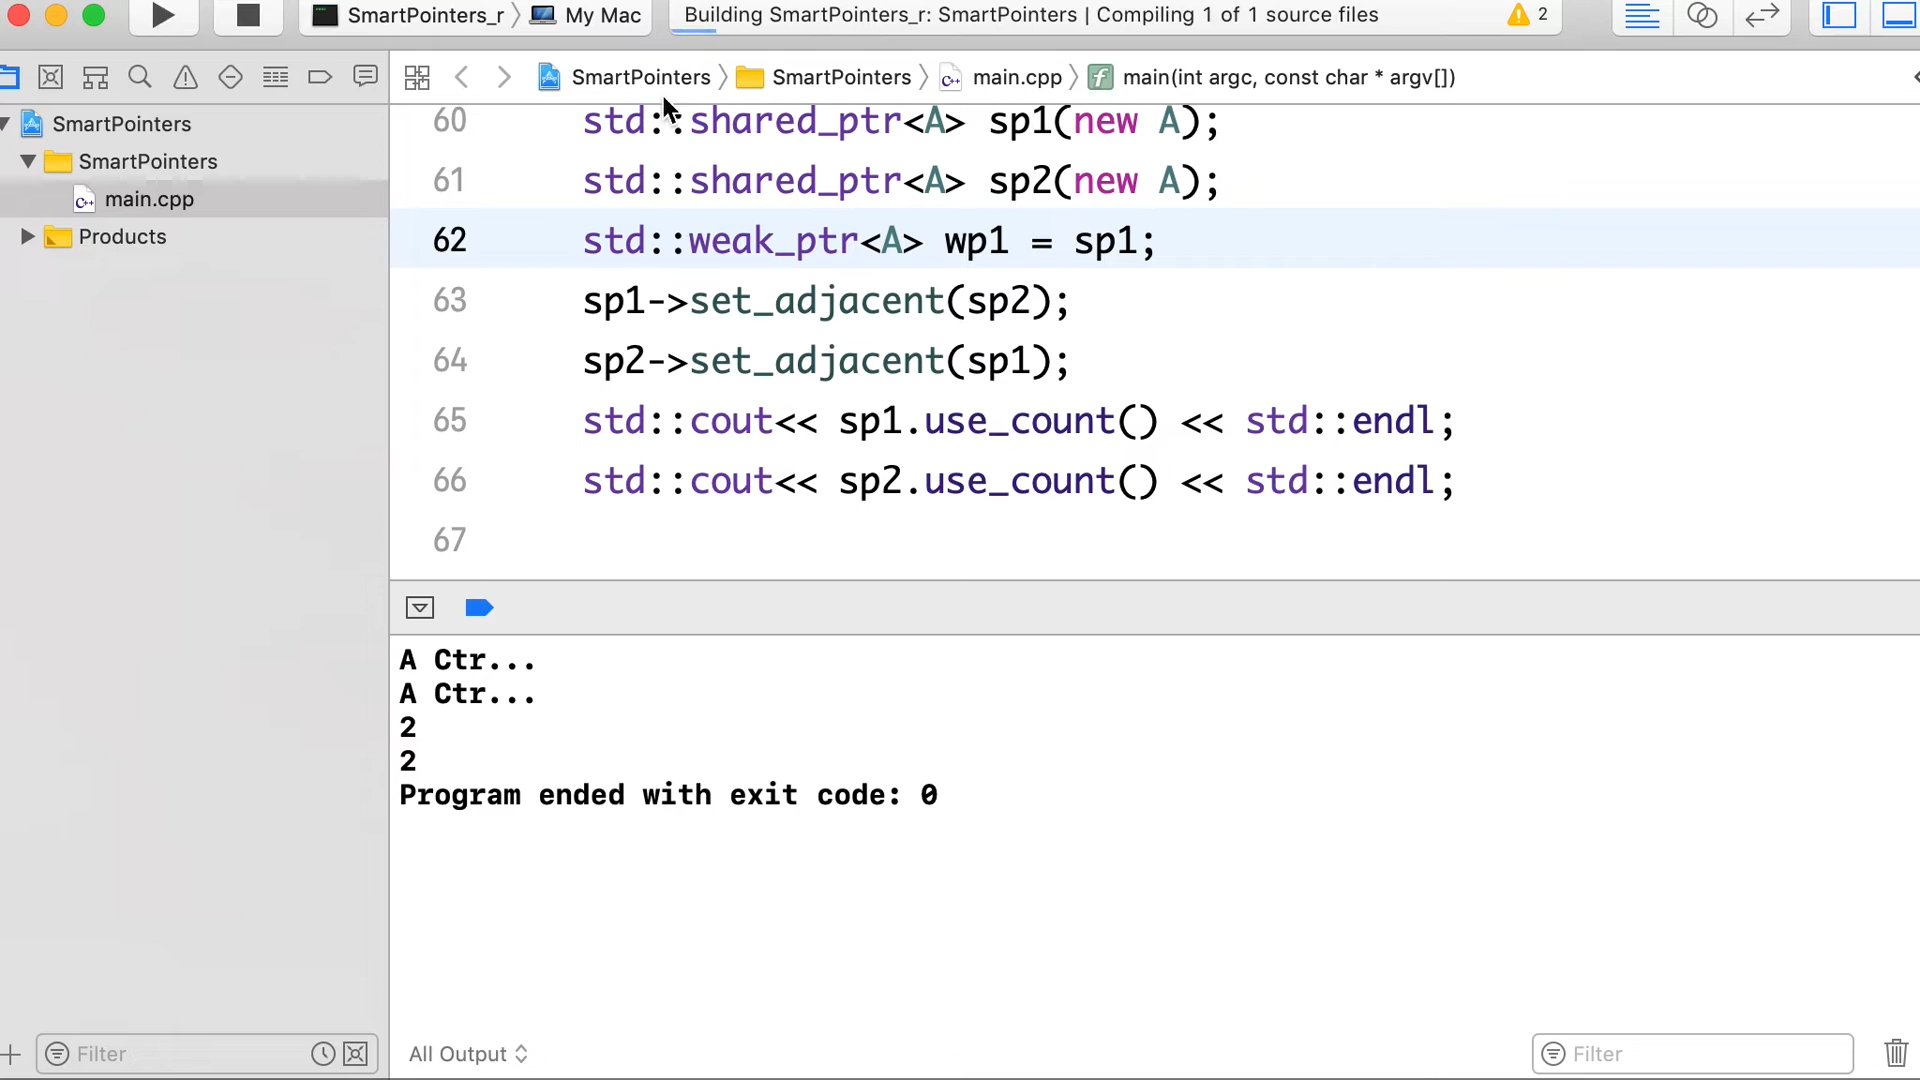 SmartPointers_r My Mac Building SmartPointers_r: SmartPointers | Compiling 1 of 1 source files 2
SmartPointers SmartPointers main.cpp main(int argc, const char * argv[])
SmartPointers
SmartPointers
main.cpp
Products
60 std::shared_ptr<A> sp1(new A);
61 std::shared_ptr<A> sp2(new A);
62 std::weak_ptr<A> wp1 = sp1;
63 sp1->set_adjacent(sp2);
64 sp2->set_adjacent(sp1);
65 std::cout<< sp1.use_count() << std::endl;
66 std::cout<< sp2.use_count() << std::endl;
67
A Ctr...
A Ctr...
2
2
Program ended with exit code: 0
Filter All Output Filter